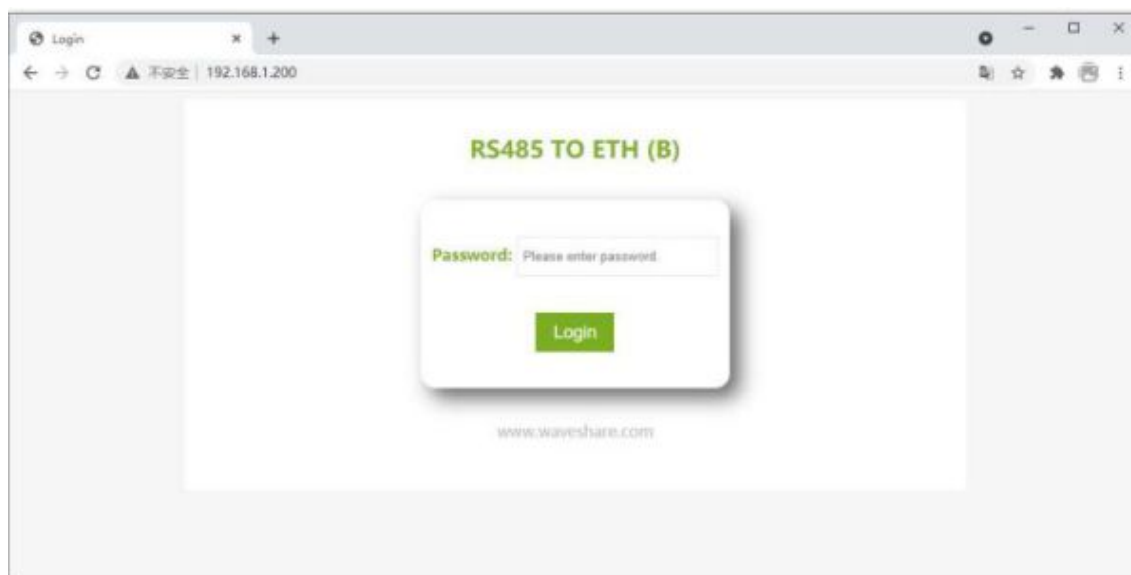 Login
不安全 | 192.168.1.200
RS485 TO ETH (B)
Password: Please enter password.
Login
www.waveshare.com